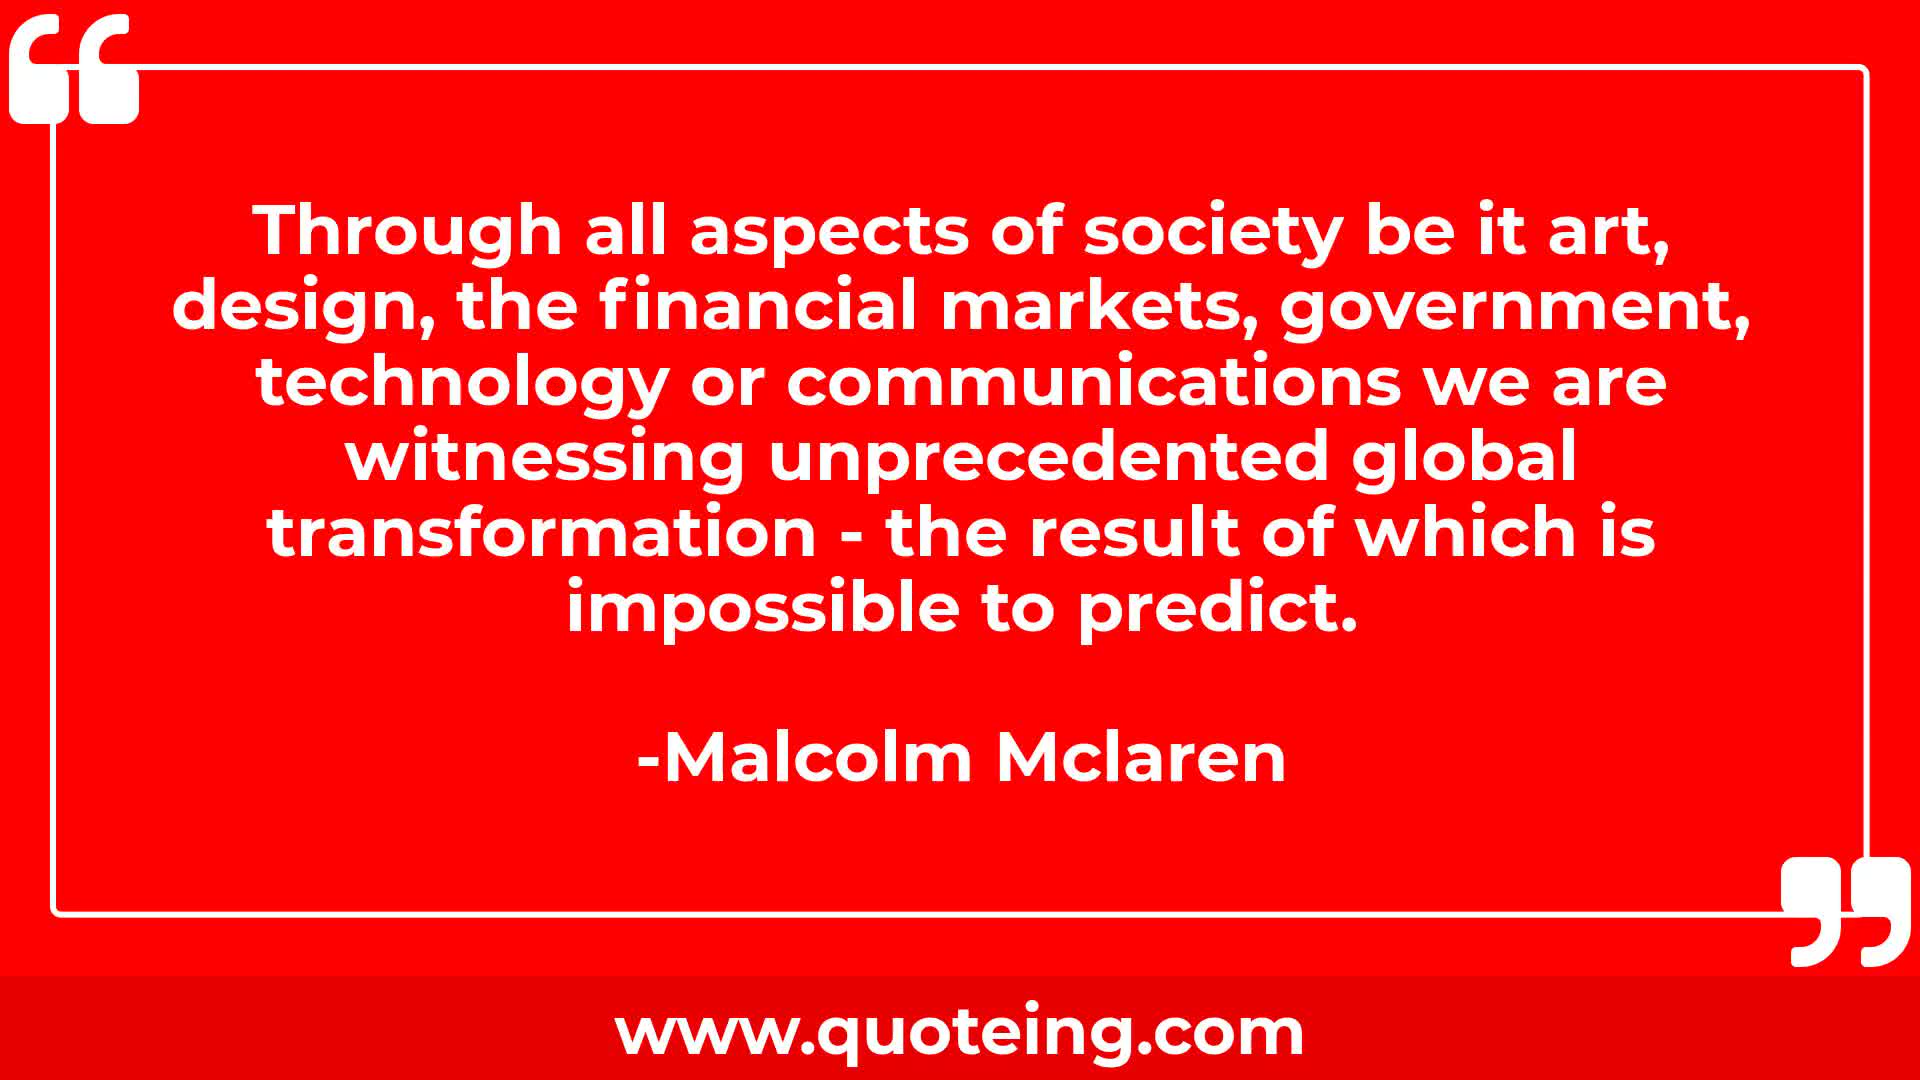 Through all aspects of society be it art,
design, the financial markets, government,
technology or communications we are
witnessing unprecedented global
transformation - the result of which is
impossible to predict.
-Malcolm Mclaren
www.quoteing.com